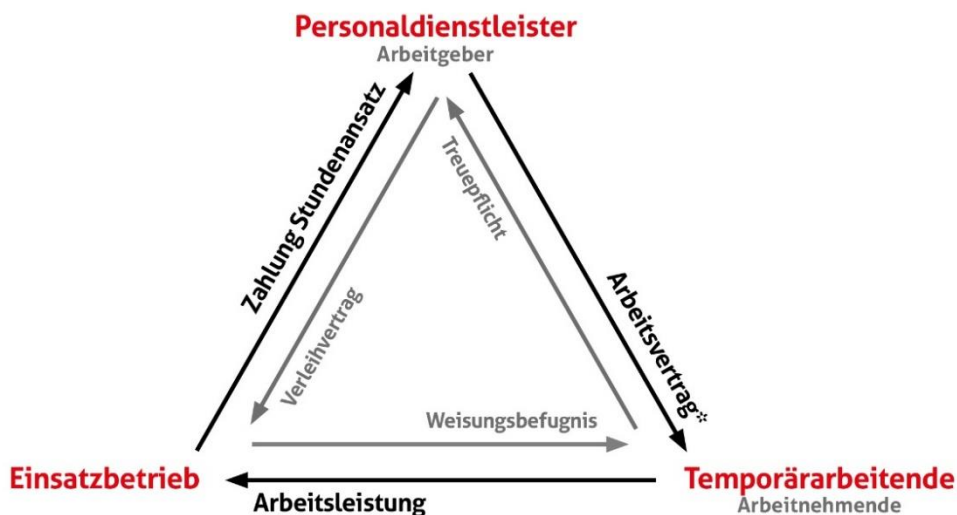 Personaldienstleister
Arbeitgeber
Zahlung Stundenansatz
Treuepflicht
Verleihvertrag
Arbeitsvertrag*
Weisungsbefugnis
Einsatzbetrieb
Temporärarbeitende
Arbeitsleistung
Arbeitnehmende